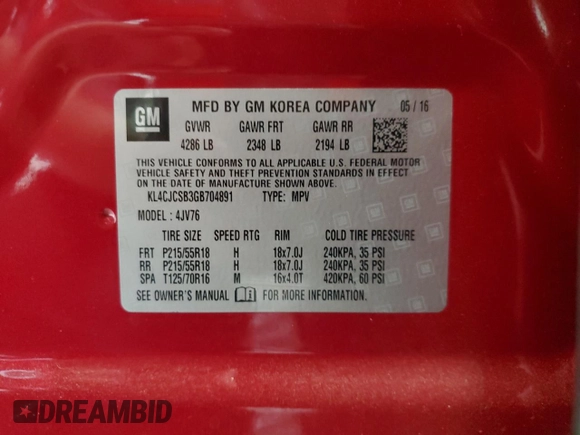 GM
MFD BY GM KOREA COMPANY 05 / 16
GVWR GAWR FRT GAWR RR
4286 LB 2348 LB 2194 LB
THIS VEHICLE CONFORMS TO ALL APPLICABLE U.S. FEDERAL MOTOR
VEHICLE SAFETY AND THEFT PREVENTION STANDARDS IN EFFECT
ON THE DATE OF MANUFACTURE SHOWN ABOVE.
KL4CJCSB3GB704891 TYPE: MPV
MODEL : 4JV76
TIRE SIZE SPEED RTG RIM COLD TIRE PRESSURE
FRT P215/55R18 H 18x7.0J 240KPA, 35 PSI
RR P215/55R18 H 18x7.0J 240KPA, 35 PSI
SPA T125/70R16 M 16x4.0T 420KPA, 60 PSI
SEE OWNER'S MANUAL FOR MORE INFORMATION.
DREAMBID